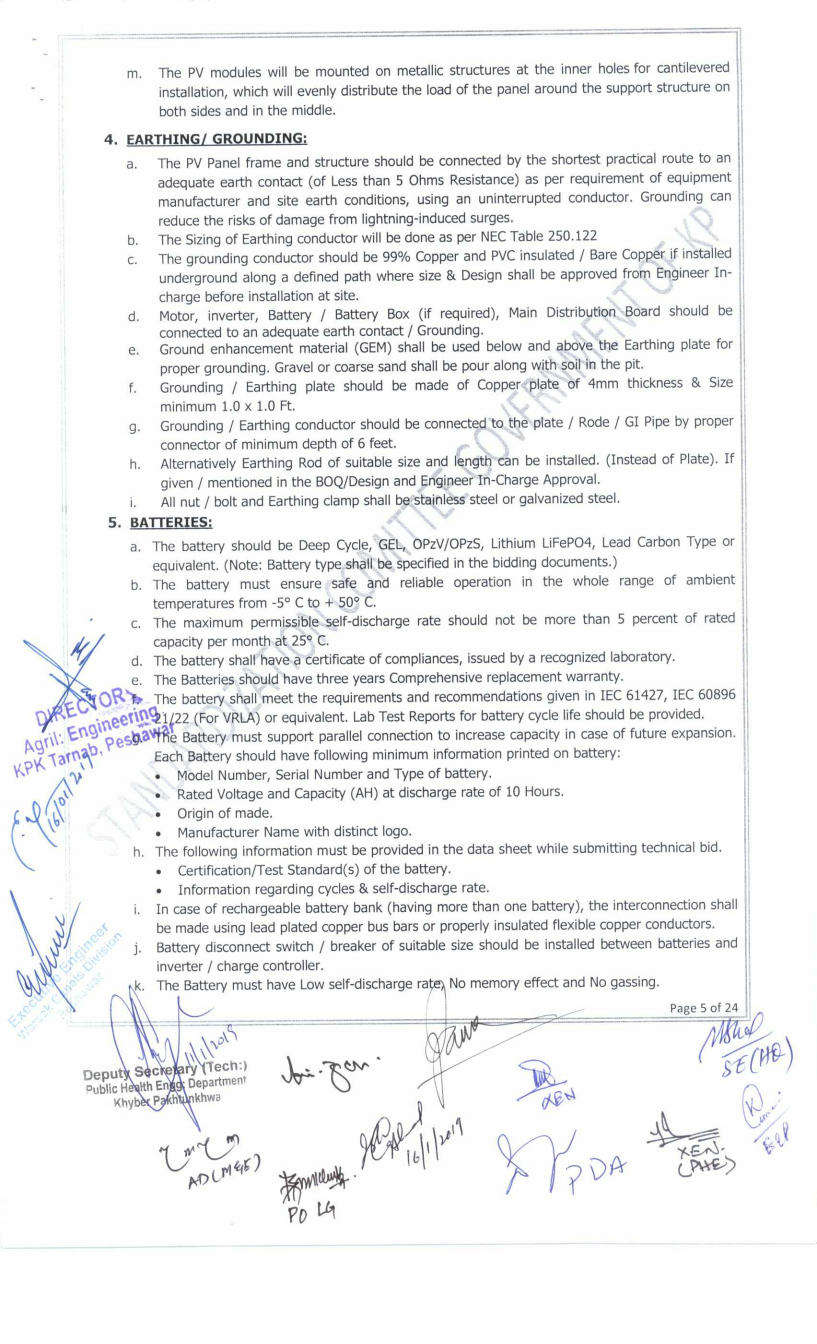 m. The PV modules will be mounted on metallic structures at the inner holes for cantilevered
installation, which will evenly distribute the load of the panel around the support structure on
both sides and in the middle.
4. EARTHING/ GROUNDING:
a. The PV Panel frame and structure should be connected by the shortest practical route to an
adequate earth contact (of Less than 5 Ohms Resistance) as per requirement of equipment
manufacturer and site earth conditions, using an uninterrupted conductor. Grounding can
reduce the risks of damage from lightning-induced surges.
b. The Sizing of Earthing conductor will be done as per NEC Table 250.122
c. The grounding conductor should be 99% Copper and PVC insulated / Bare Copper if installed
underground along a defined path where size & Design shall be approved from Engineer In-
charge before installation at site.
d. Motor, inverter, Battery / Battery Box (if required), Main Distribution Board should be
connected to an adequate earth contact / Grounding.
e. Ground enhancement material (GEM) shall be used below and above the Earthing plate for
proper grounding. Gravel or coarse sand shall be pour along with soil in the pit.
f. Grounding / Earthing plate should be made of Copper plate of 4mm thickness & Size
minimum 1.0 x 1.0 Ft.
g. Grounding / Earthing conductor should be connected to the plate / Rode / GI Pipe by proper
connector of minimum depth of 6 feet.
h. Alternatively Earthing Rod of suitable size and length can be installed. (Instead of Plate). If
given / mentioned in the BOQ/Design and Engineer In-Charge Approval.
i. All nut / bolt and Earthing clamp shall be stainless steel or galvanized steel.
5. BATTERIES:
a. The battery should be Deep Cycle, GEL, OPzV/OPzS, Lithium LiFePO4, Lead Carbon Type or
equivalent. (Note: Battery type shall be specified in the bidding documents.)
b. The battery must ensure safe and reliable operation in the whole range of ambient
temperatures from -5° C to + 50° C.
c. The maximum permissible self-discharge rate should not be more than 5 percent of rated
capacity per month at 25° C.
d. The battery shall have a certificate of compliances, issued by a recognized laboratory.
e. The Batteries should have three years Comprehensive replacement warranty.
f. The battery shall meet the requirements and recommendations given in IEC 61427, IEC 60896
21/22 (For VRLA) or equivalent. Lab Test Reports for battery cycle life should be provided.
g. The Battery must support parallel connection to increase capacity in case of future expansion.
Each Battery should have following minimum information printed on battery:
• Model Number, Serial Number and Type of battery.
• Rated Voltage and Capacity (AH) at discharge rate of 10 Hours.
• Origin of made.
• Manufacturer Name with distinct logo.
h. The following information must be provided in the data sheet while submitting technical bid.
• Certification/Test Standard(s) of the battery.
• Information regarding cycles & self-discharge rate.
i. In case of rechargeable battery bank (having more than one battery), the interconnection shall
be made using lead plated copper bus bars or properly insulated flexible copper conductors.
j. Battery disconnect switch / breaker of suitable size should be installed between batteries and
inverter / charge controller.
k. The Battery must have Low self-discharge rate, No memory effect and No gassing.
Page 5 of 24
STANDARDIZATION COMMITTEE GOVERNMENT OF KP
DIRECTOR
Agril: Engineering
KPK Tarnab, Peshawar
16/01/2019
Executive Engineer
Warsak Canals Division
Peshawar
11/1/2019
Deputy Secretary (Tech:)
Public Health Engg: Department
Khyber Pakhtunkhwa
SE(HQ)
XEN
16/1/2019
AD(M&E)
PO LG
PDA
XEN.
(PHE)